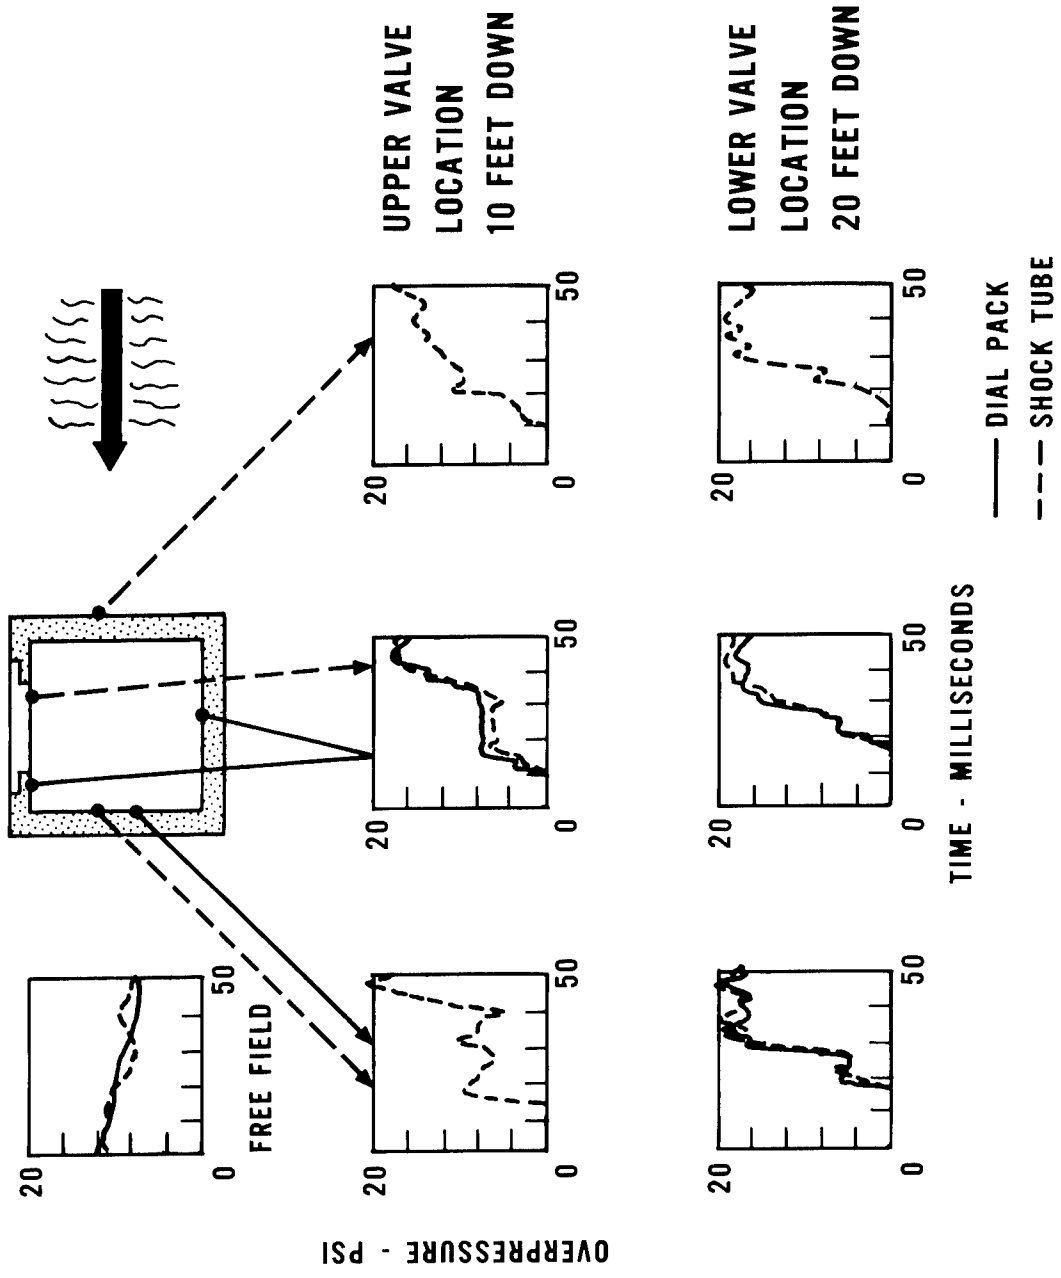 20
0
50
FREE FIELD
OVERPRESSURE - PSI
20
0
50
20
0
50
20
0
50
UPPER VALVE
LOCATION
10 FEET DOWN
20
0
50
20
0
50
20
0
50
LOWER VALVE
LOCATION
20 FEET DOWN
TIME - MILLISECONDS
DIAL PACK
SHOCK TUBE